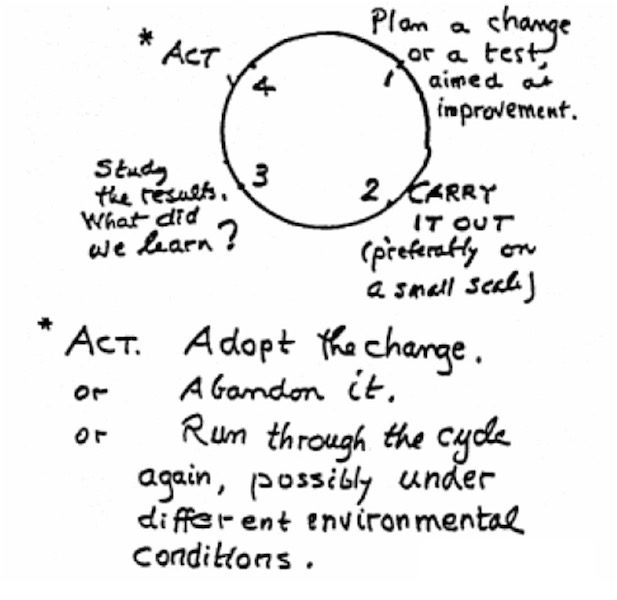 Plan a change
or a test,
aimed at
improvement.
1
CARRY
IT OUT
(preferably on
a small scale)
2
Study
the results.
What did
we learn?
3
* ACT
4
* ACT. Adopt the change.
or Abandon it.
or Run through the cycle
again, possibly under
different environmental
conditions.